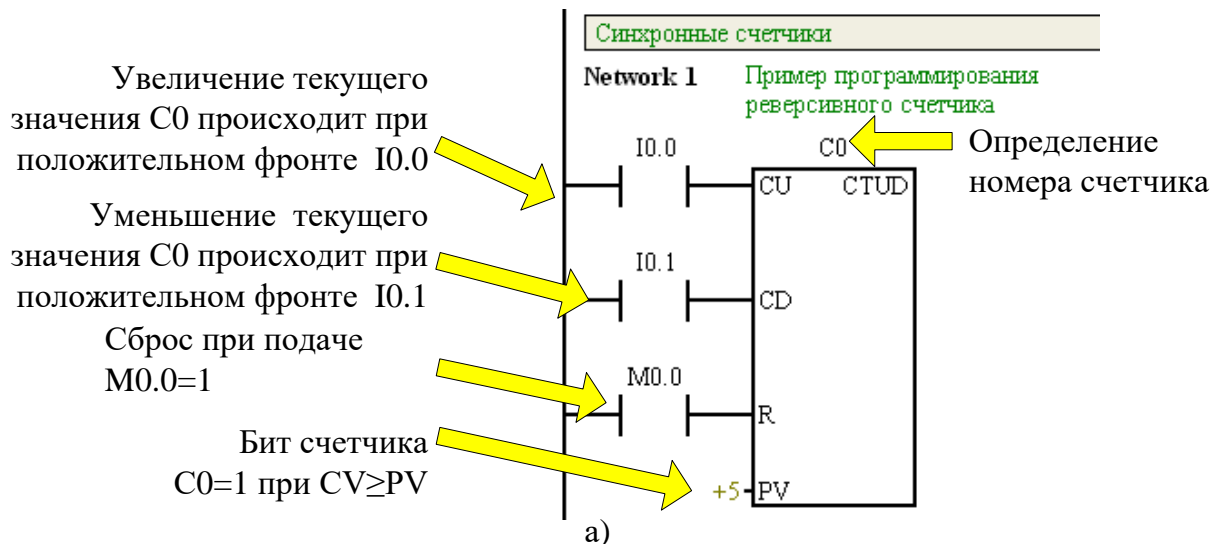 Синхронные счетчики
Network 1
Пример программирования
реверсивного счетчика
Увеличение текущего
значения C0 происходит при
положительном фронте I0.0
Уменьшение текущего
значения C0 происходит при
положительном фронте I0.1
Сброс при подаче
M0.0=1
Бит счетчика
C0=1 при CV≥PV
I0.0
C0
CU CTUD
I0.1
CD
M0.0
R
+5 PV
Определение
номера счетчика
а)